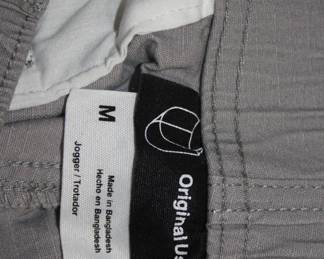 Original Us
M
Made in Bangladesh
Hecho en Bangladesh
Jogger / Trotador